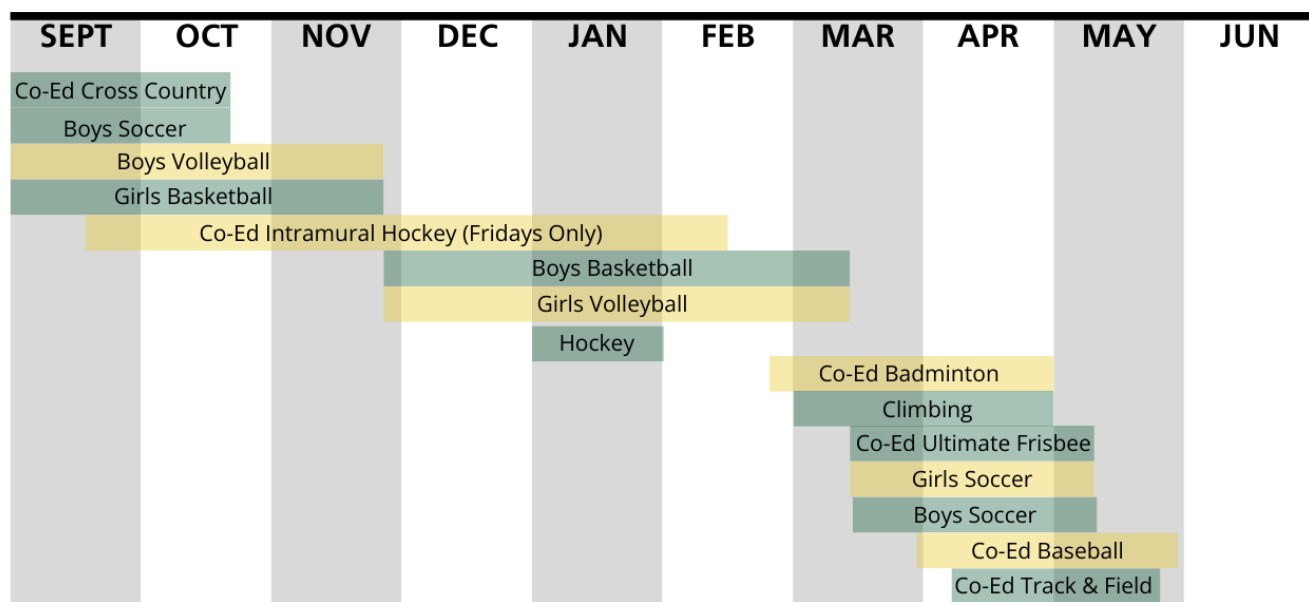 SEPT OCT NOV DEC JAN FEB MAR APR MAY JUN
Co-Ed Cross Country
Boys Soccer
Boys Volleyball
Girls Basketball
Co-Ed Intramural Hockey (Fridays Only)
Boys Basketball
Girls Volleyball
Hockey
Co-Ed Badminton
Climbing
Co-Ed Ultimate Frisbee
Girls Soccer
Boys Soccer
Co-Ed Baseball
Co-Ed Track & Field